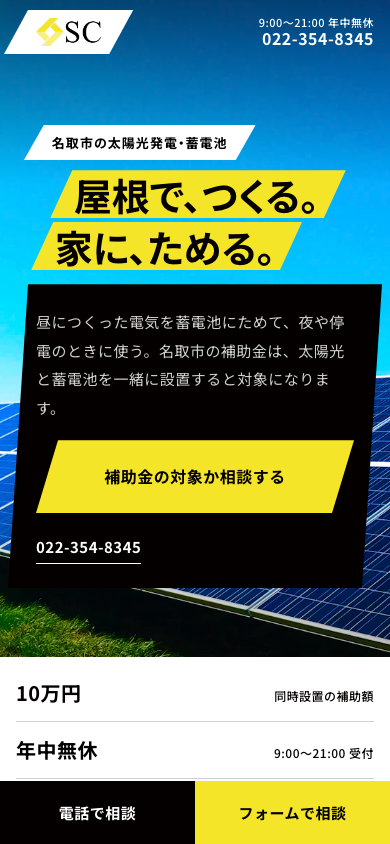 SC
9:00〜21:00 年中無休
022-354-8345
名取市の太陽光発電・蓄電池
屋根で、つくる。
家に、ためる。
昼につくった電気を蓄電池にためて、夜や停
電のときに使う。名取市の補助金は、太陽光
と蓄電池を一緒に設置すると対象になりま
す。
補助金の対象か相談する
022-354-8345
10万円
同時設置の補助額
年中無休
9:00〜21:00 受付
電話で相談
フォームで相談